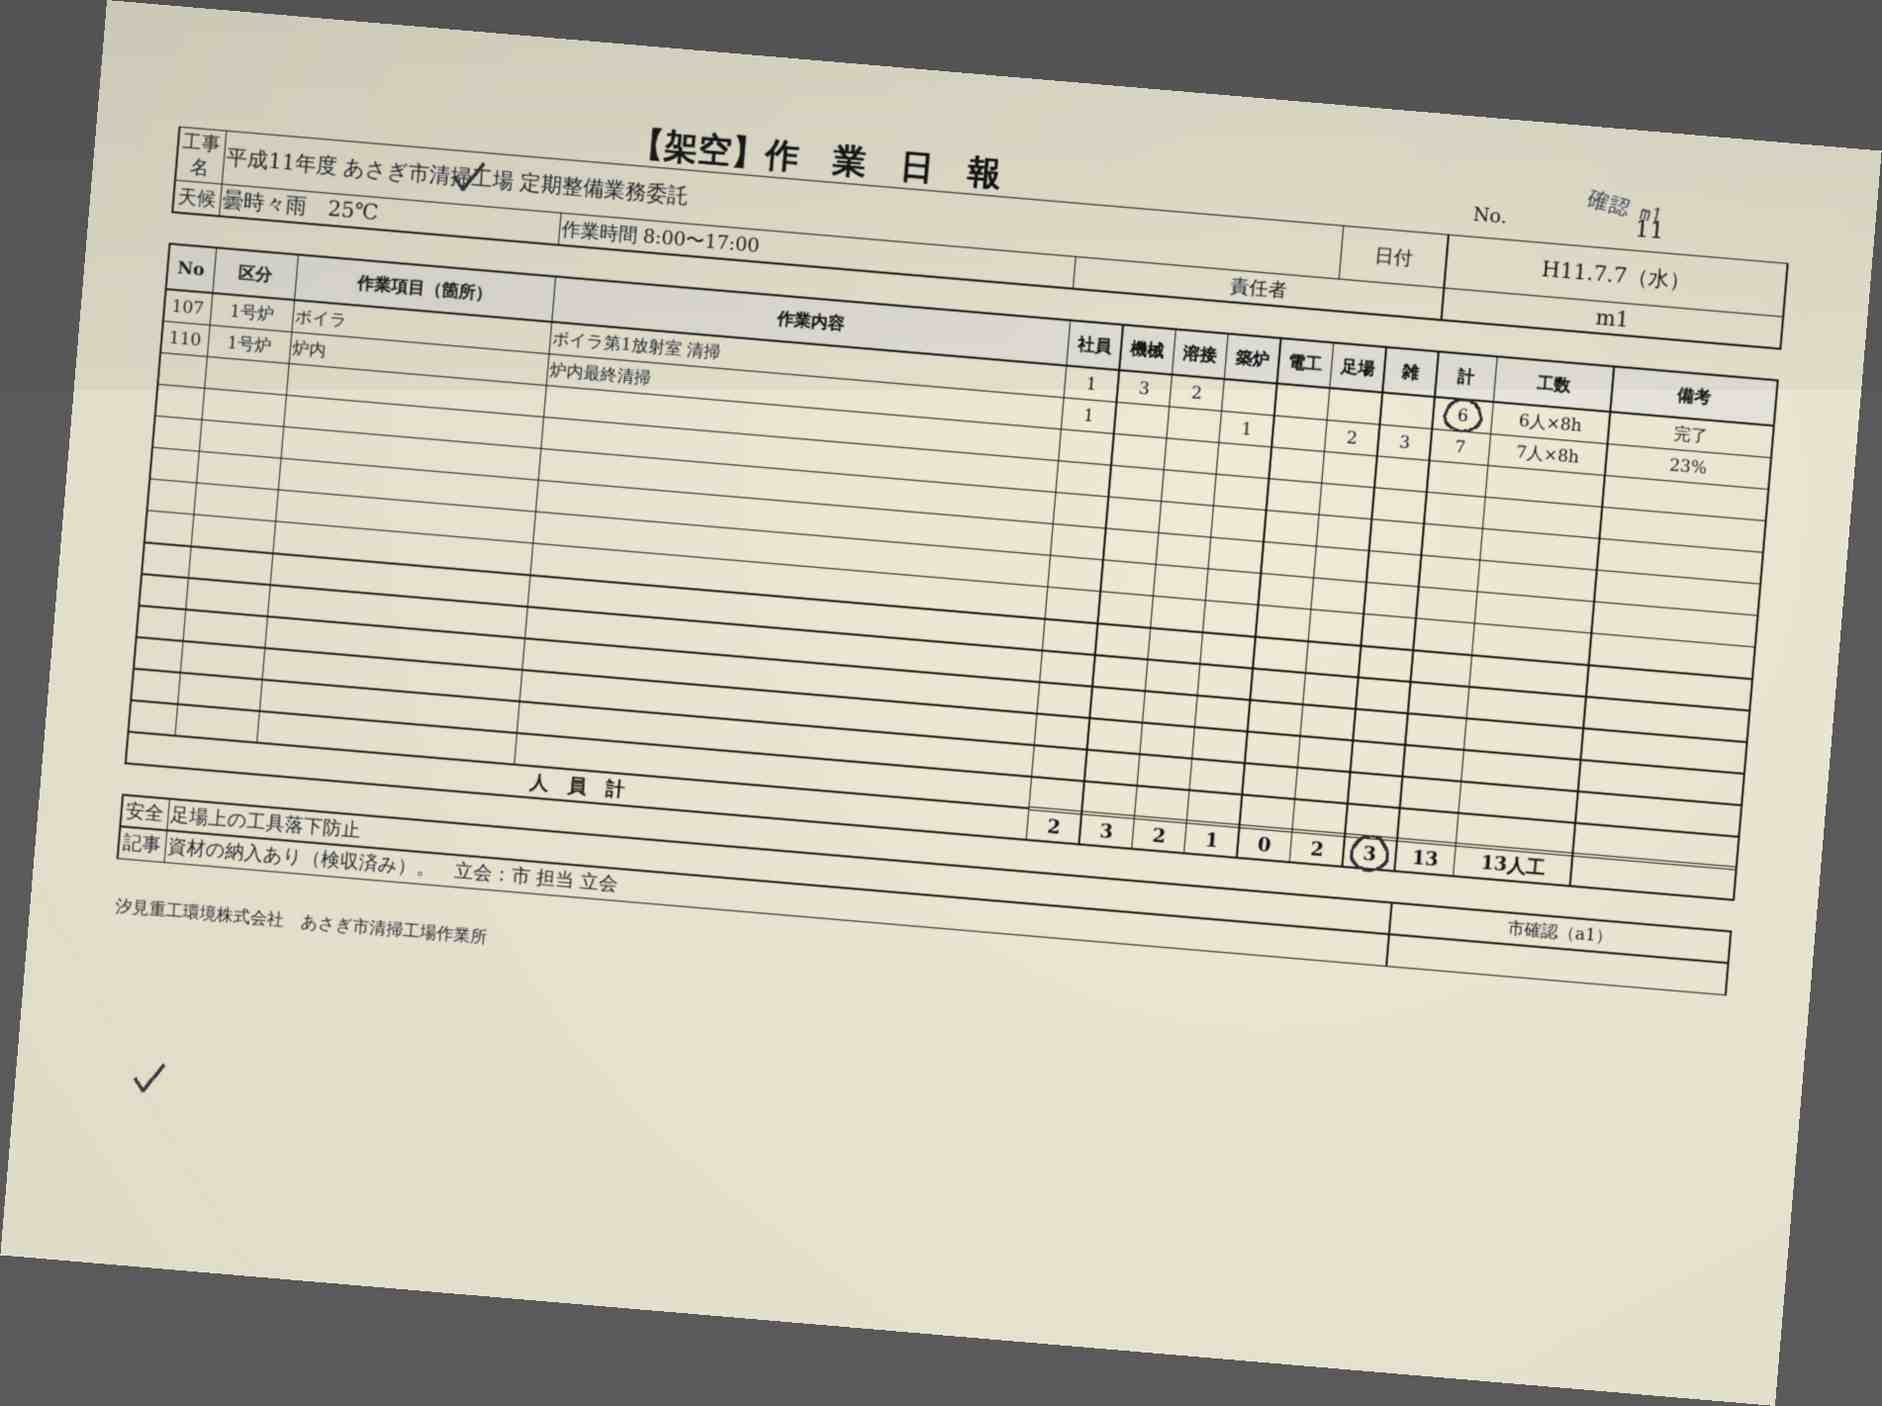 【架空】作 業 日 報
確認 m1
No. 11
工事名 平成11年度 あさぎ市清掃工場 定期整備業務委託 日付 H11.7.7（水）
天候 曇時々雨 25℃ 作業時間 8:00〜17:00 責任者 m1
No 区分 作業項目（箇所） 作業内容 社員 機械 溶接 築炉 電工 足場 雑 計 工数 備考
107 1号炉 ボイラ ボイラ第1放射室 清掃 1 3 2 6 6人×8h 完了
110 1号炉 炉内 炉内最終清掃 1 1 2 3 7 7人×8h 23%
人 員 計 2 3 2 1 0 2 3 13 13人工
安全 足場上の工具落下防止 市確認（a1）
記事 資材の納入あり（検収済み）。 立会：市 担当 立会
汐見重工環境株式会社 あさぎ市清掃工場作業所